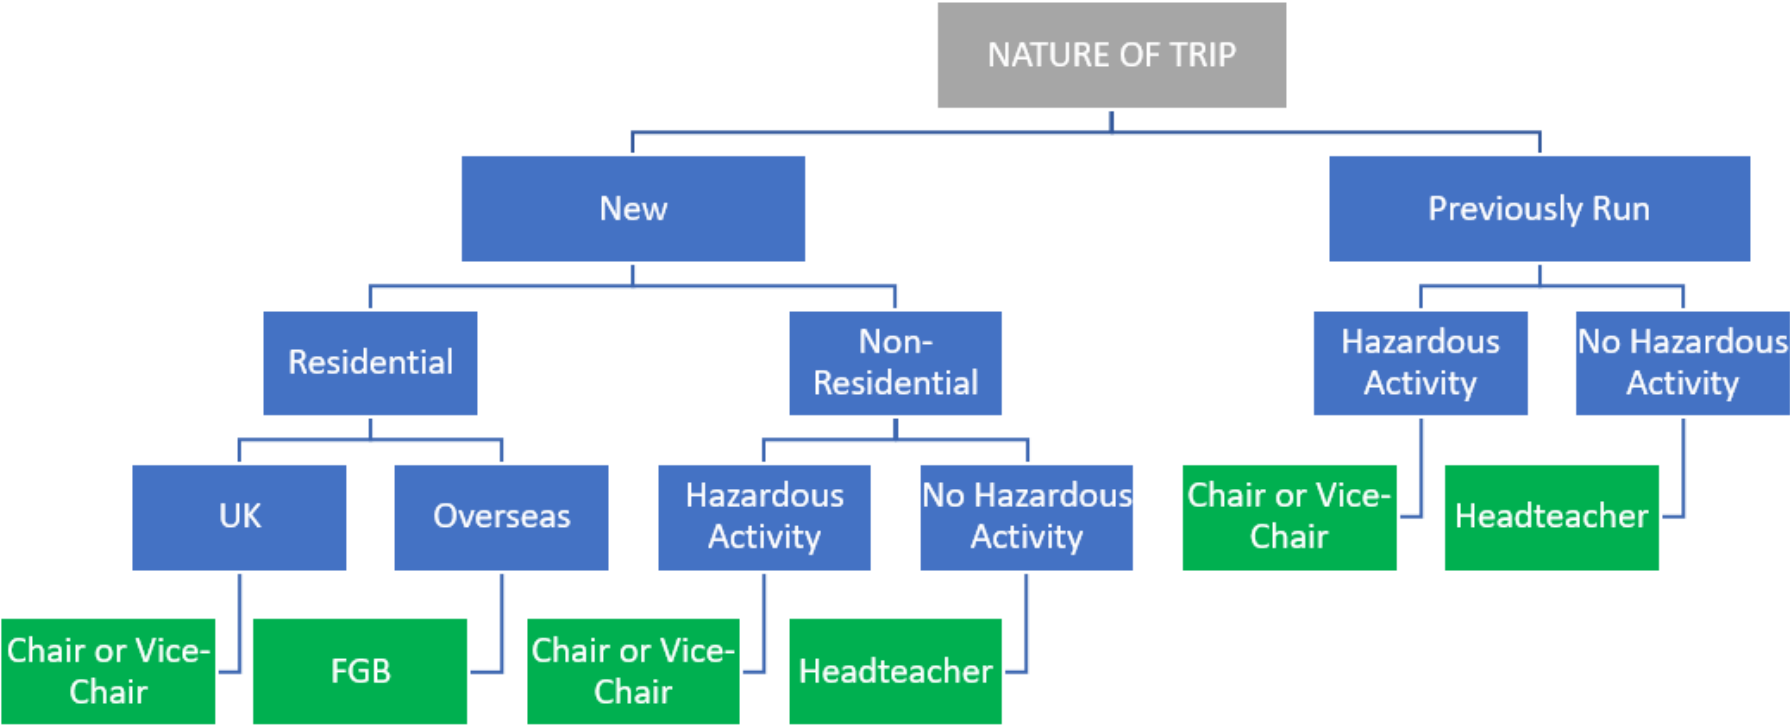 NATURE OF TRIP
New
Previously Run
Residential
Non-
Residential
Hazardous
Activity
No Hazardous
Activity
UK
Overseas
Hazardous
Activity
No Hazardous
Activity
Chair or Vice-
Chair
Headteacher
Chair or Vice-
Chair
FGB
Chair or Vice-
Chair
Headteacher